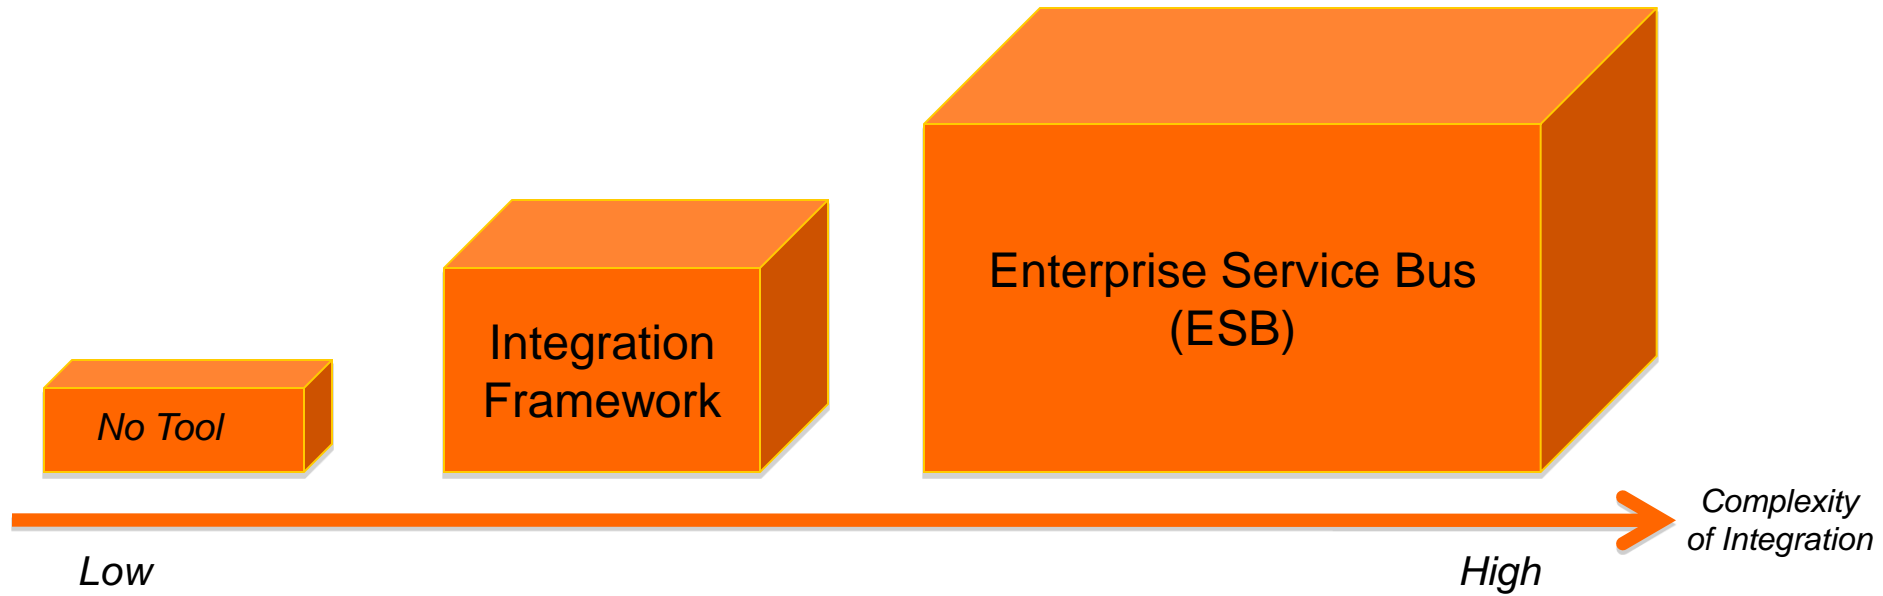 Enterprise Service Bus
(ESB)
Integration
Framework
No Tool
Complexity
of Integration
Low
High